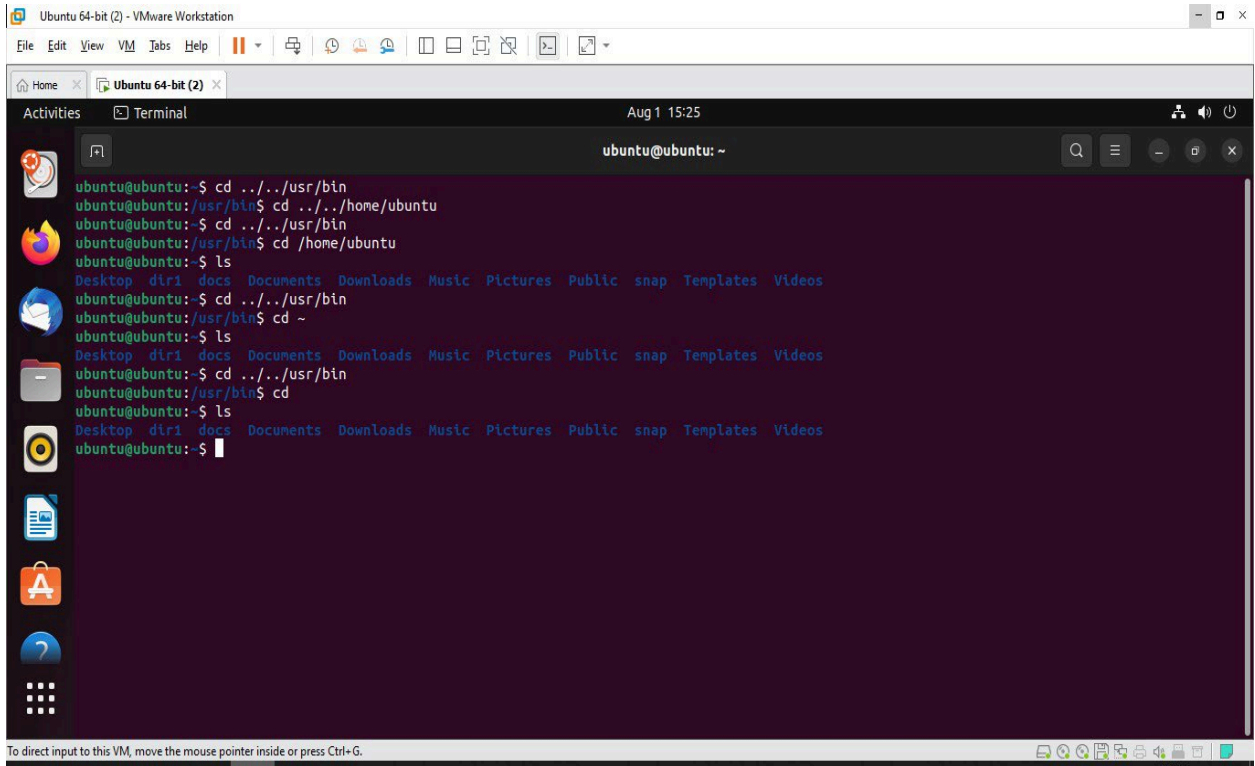 Ubuntu 64-bit (2) - VMware Workstation
File Edit View VM Tabs Help
Home Ubuntu 64-bit (2)
Activities Terminal Aug 1 15:25
ubuntu@ubuntu: ~
ubuntu@ubuntu:~$ cd ../../usr/bin
ubuntu@ubuntu:/usr/bin$ cd ../../home/ubuntu
ubuntu@ubuntu:~$ cd ../../usr/bin
ubuntu@ubuntu:/usr/bin$ cd /home/ubuntu
ubuntu@ubuntu:~$ ls
Desktop dir1 docs Documents Downloads Music Pictures Public snap Templates Videos
ubuntu@ubuntu:~$ cd ../../usr/bin
ubuntu@ubuntu:/usr/bin$ cd ~
ubuntu@ubuntu:~$ ls
Desktop dir1 docs Documents Downloads Music Pictures Public snap Templates Videos
ubuntu@ubuntu:~$ cd ../../usr/bin
ubuntu@ubuntu:/usr/bin$ cd
ubuntu@ubuntu:~$ ls
Desktop dir1 docs Documents Downloads Music Pictures Public snap Templates Videos
ubuntu@ubuntu:~$
To direct input to this VM, move the mouse pointer inside or press Ctrl+G.